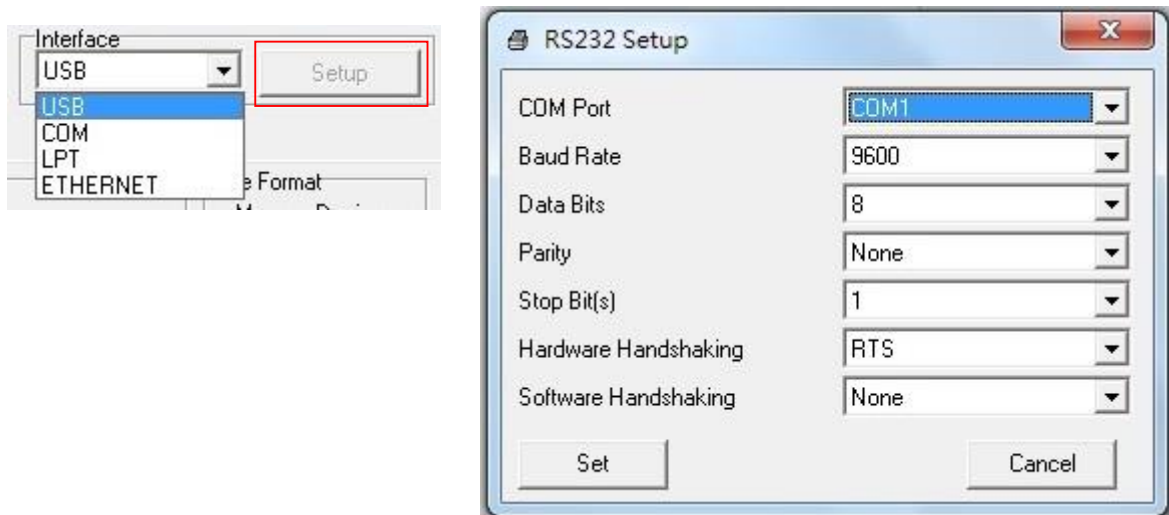 Interface
USB
Setup
USB
COM
LPT
ETHERNET
e Format
RS232 Setup
COM Port COM1
Baud Rate 9600
Data Bits 8
Parity None
Stop Bit(s) 1
Hardware Handshaking RTS
Software Handshaking None
Set Cancel